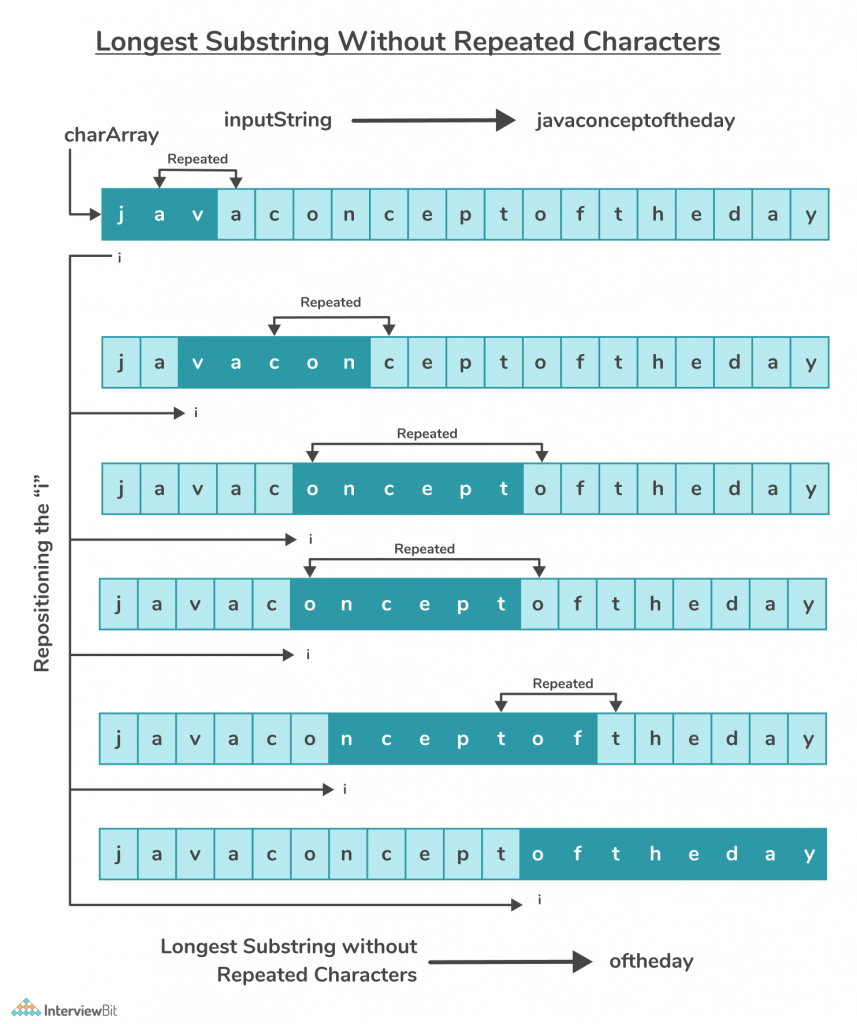 Longest Substring Without Repeated Characters
inputString javaconceptoftheday
charArray
Repeated
j a v a c o n c e p t o f t h e d a y
i
Repeated
j a v a c o n c e p t o f t h e d a y
i
Repeated
j a v a c o n c e p t o f t h e d a y
i
Repeated
j a v a c o n c e p t o f t h e d a y
i
Repeated
j a v a c o n c e p t o f t h e d a y
i
j a v a c o n c e p t o f t h e d a y
i
Repositioning the “i”
Longest Substring without
Repeated Characters
oftheday
InterviewBit